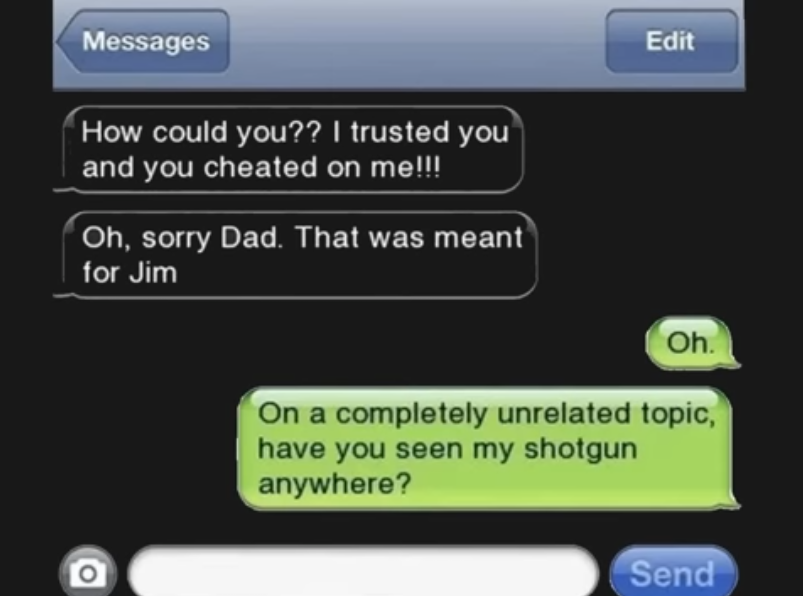 Messages
Edit
How could you?? I trusted you
and you cheated on me!!!
Oh, sorry Dad. That was meant
for Jim
Oh.
On a completely unrelated topic,
have you seen my shotgun
anywhere?
Send